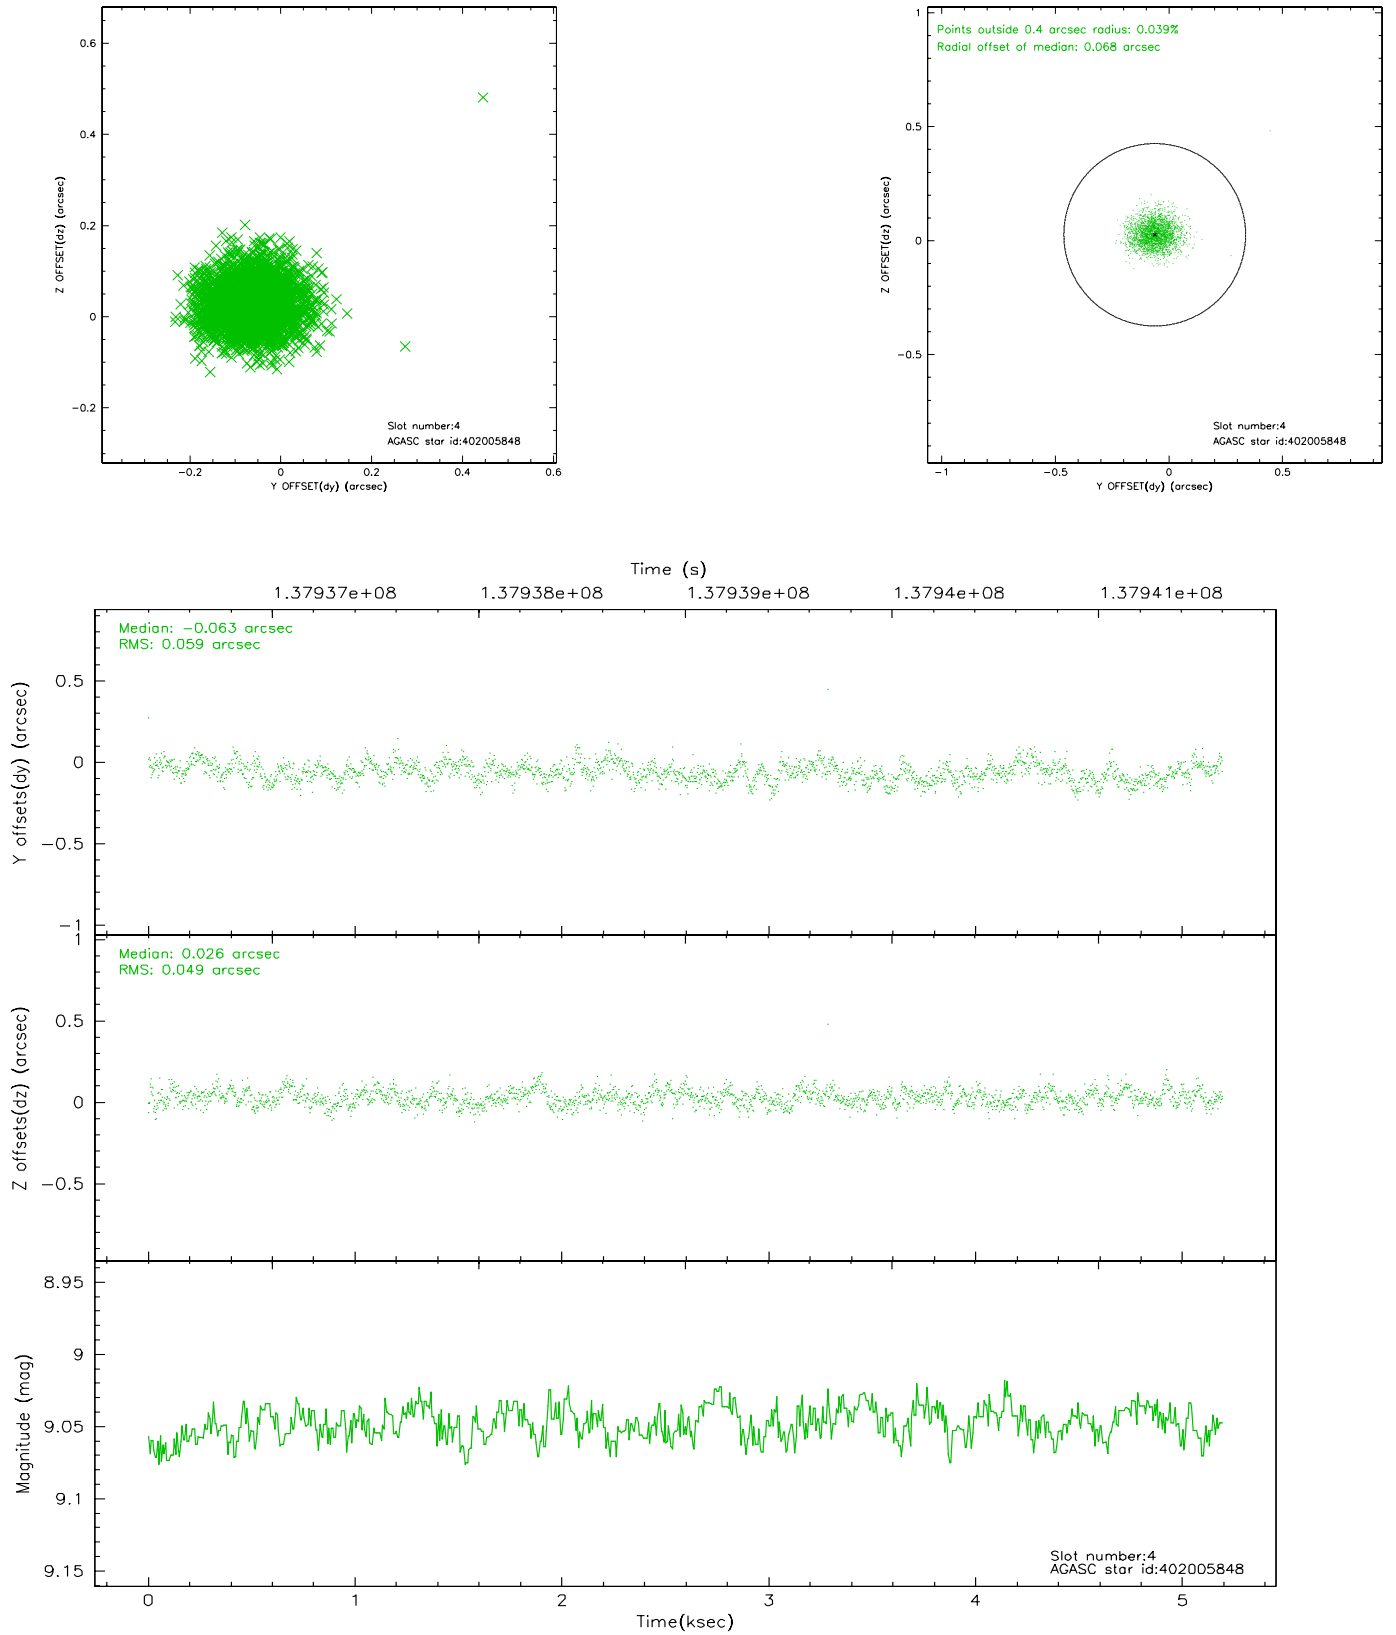 0.6
0.4
0.2
0
−0.2
Z OFFSET(dz) (arcsec)
Slot number:4
AGASC star id:402005848
−0.2 0 0.2 0.4 0.6
Y OFFSET(dy) (arcsec)
Points outside 0.4 arcsec radius: 0.039%
Radial offset of median: 0.068 arcsec
1
0.5
0
−0.5
Z OFFSET(dz) (arcsec)
Slot number:4
AGASC star id:402005848
−1 −0.5 0 0.5
Y OFFSET(dy) (arcsec)
Time (s)
1.37937e+08 1.37938e+08 1.37939e+08 1.3794e+08 1.37941e+08
Median: −0.063 arcsec
RMS: 0.059 arcsec
0.5
0
−0.5
−1
Y offsets(dy) (arcsec)
Median: 0.026 arcsec
RMS: 0.049 arcsec
1
0.5
0
−0.5
Z offsets(dz) (arcsec)
8.95
9
9.05
9.1
9.15
Magnitude (mag)
Slot number:4
AGASC star id:402005848
0 1 2 3 4 5
Time(ksec)